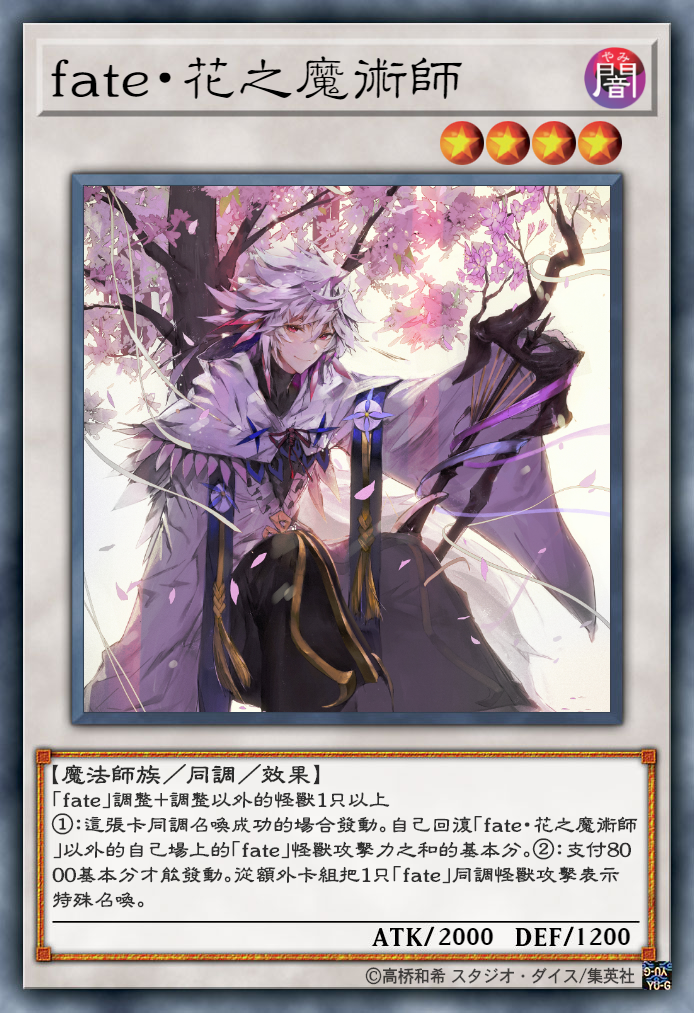 fate・花之魔術師
やみ
闇
【魔法師族／同調／效果】
「fate」調整+調整以外的怪獸1只以上
①：這張卡同調召喚成功的場合發動。自己回復「fate・花之魔術師
」以外的自己場上的「fate」怪獸攻擊力之和的基本分。②：支付80
00基本分才能發動。從額外卡組把1只「fate」同調怪獸攻擊表示
特殊召喚。
ATK/2000 DEF/1200
©高桥和希 スタジオ・ダイス/集英社
YU-G
YU-G